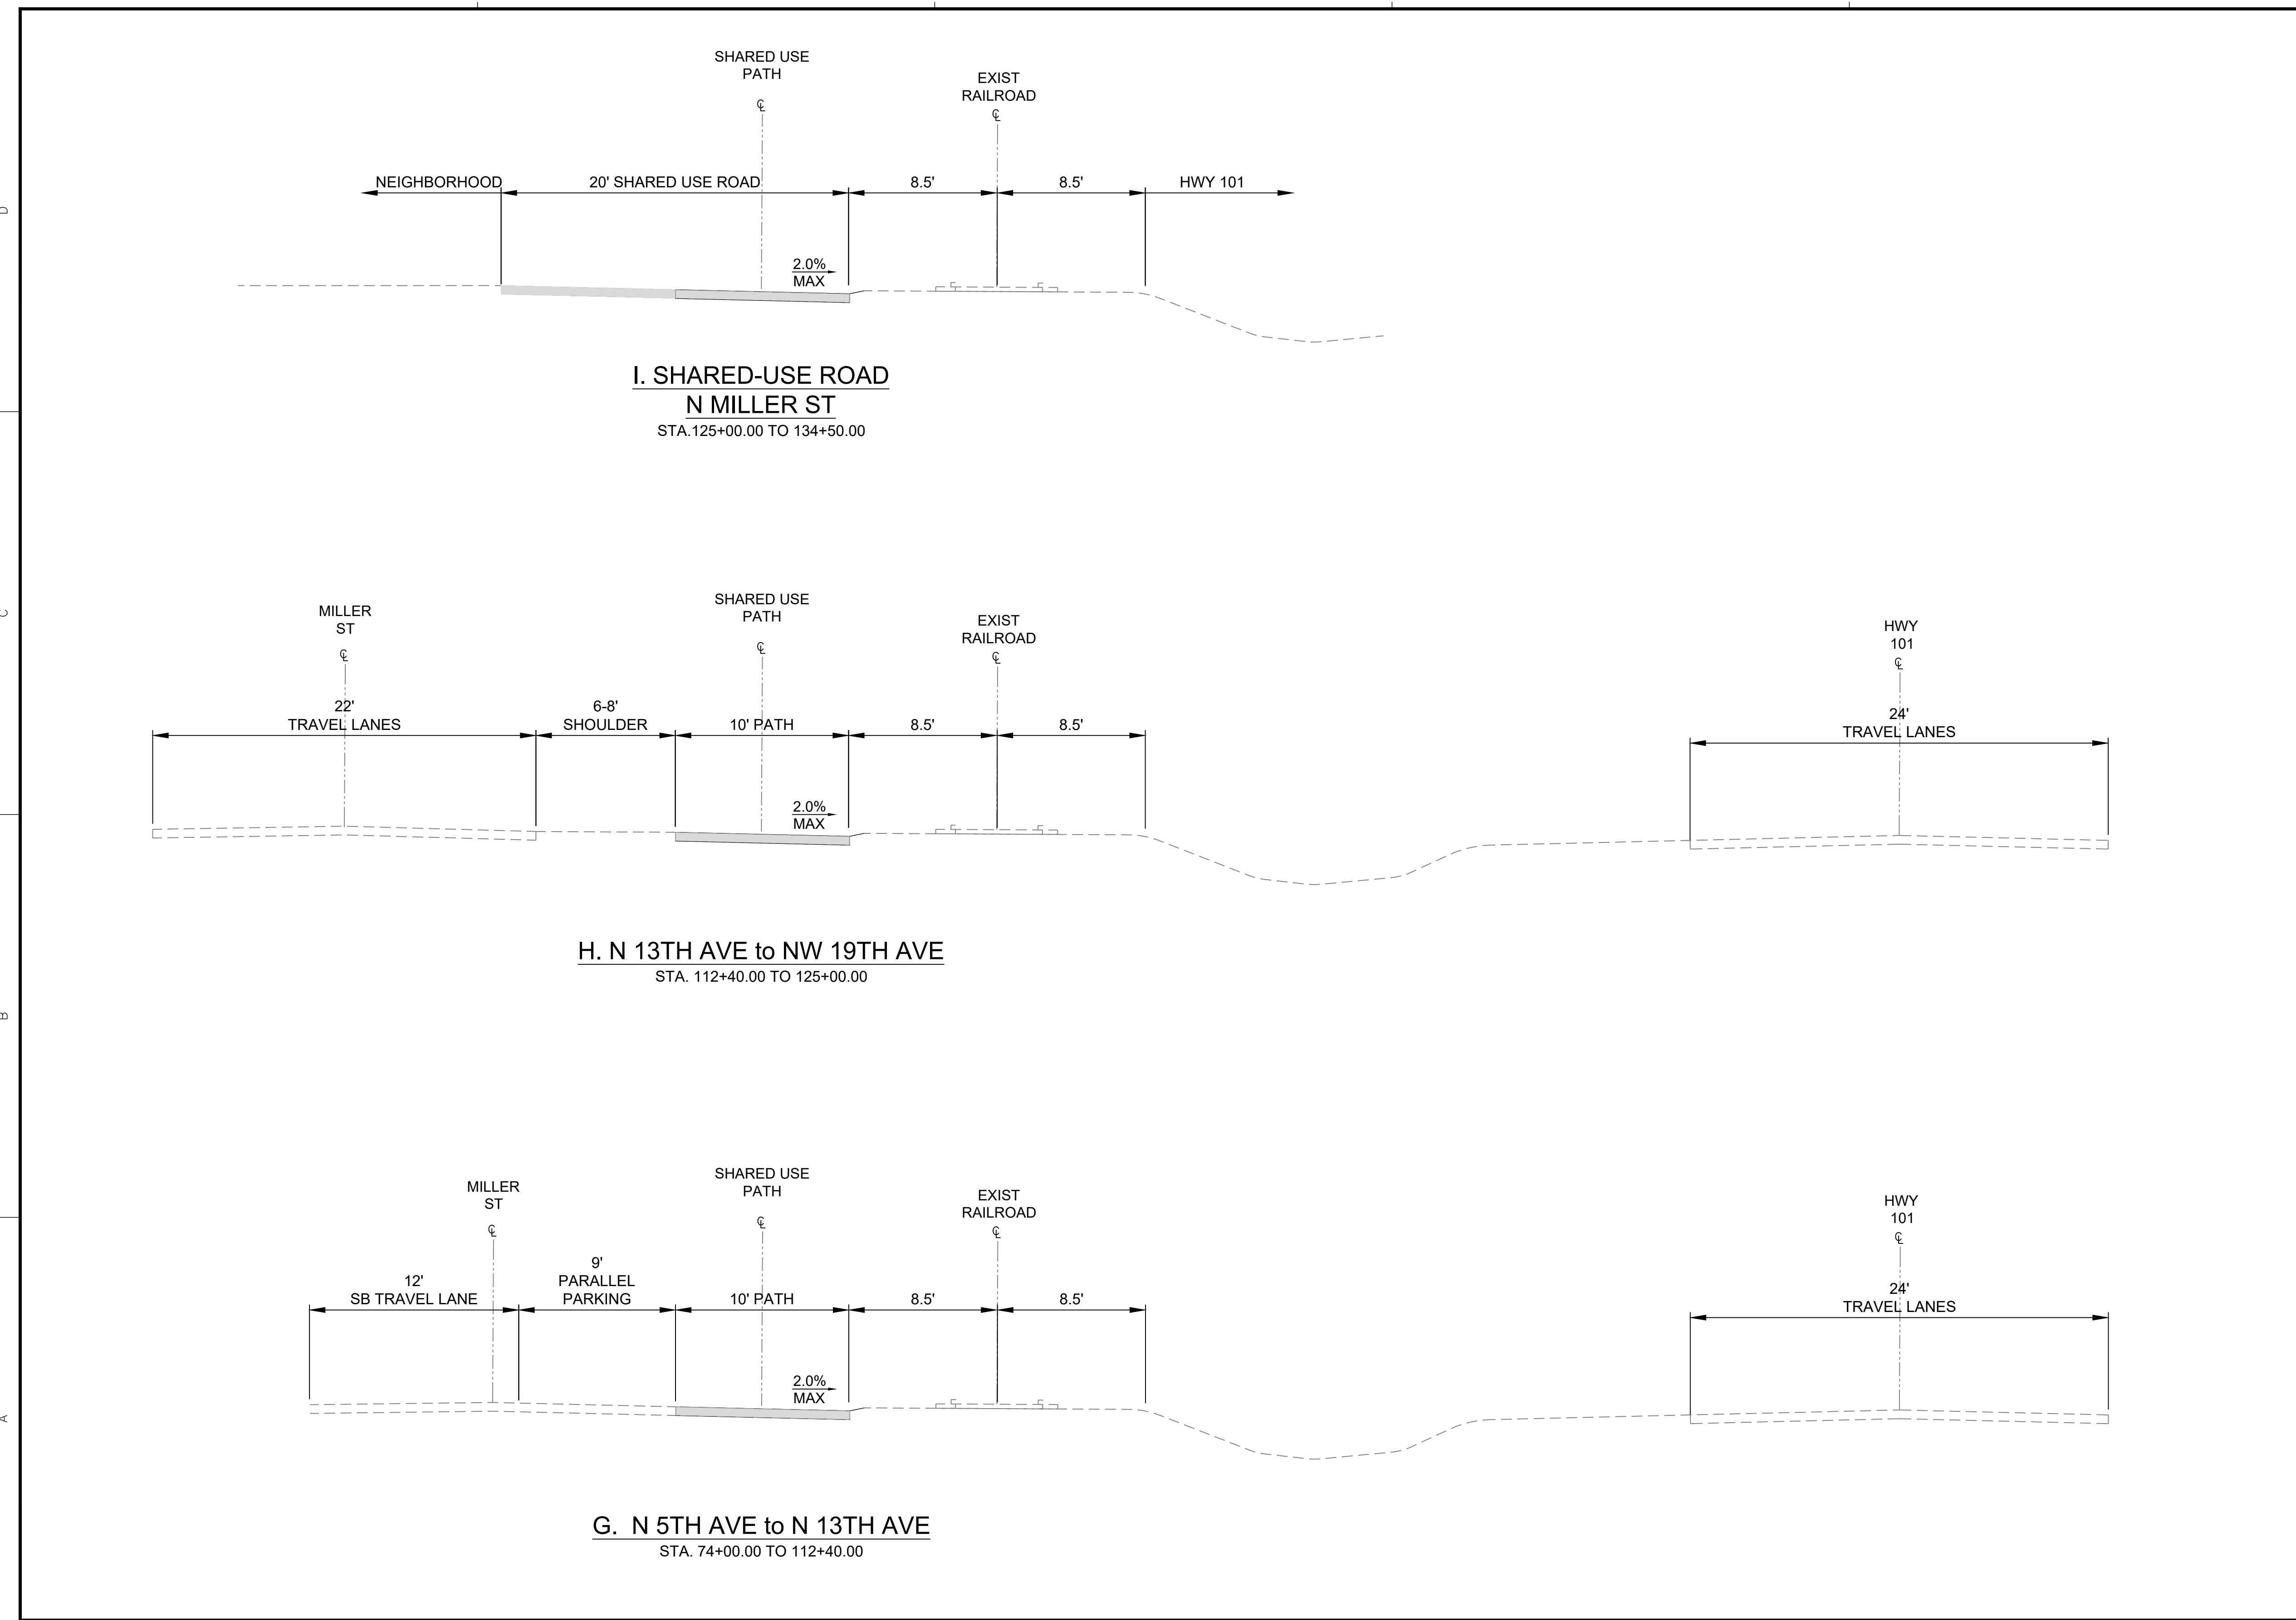 SHARED USE
PATH
℄
EXIST
RAILROAD
℄
NEIGHBORHOOD
20' SHARED USE ROAD
8.5'
8.5'
HWY 101
2.0%
MAX
I. SHARED-USE ROAD
N MILLER ST
STA.125+00.00 TO 134+50.00
D
MILLER
ST
℄
SHARED USE
PATH
℄
EXIST
RAILROAD
℄
HWY
101
℄
22'
TRAVEL LANES
6-8'
SHOULDER
10' PATH
8.5'
8.5'
24'
TRAVEL LANES
2.0%
MAX
H. N 13TH AVE to NW 19TH AVE
STA. 112+40.00 TO 125+00.00
C
B
MILLER
ST
℄
SHARED USE
PATH
℄
EXIST
RAILROAD
℄
HWY
101
℄
12'
SB TRAVEL LANE
9'
PARALLEL
PARKING
10' PATH
8.5'
8.5'
24'
TRAVEL LANES
2.0%
MAX
G.  N 5TH AVE to N 13TH AVE
STA. 74+00.00 TO 112+40.00
A